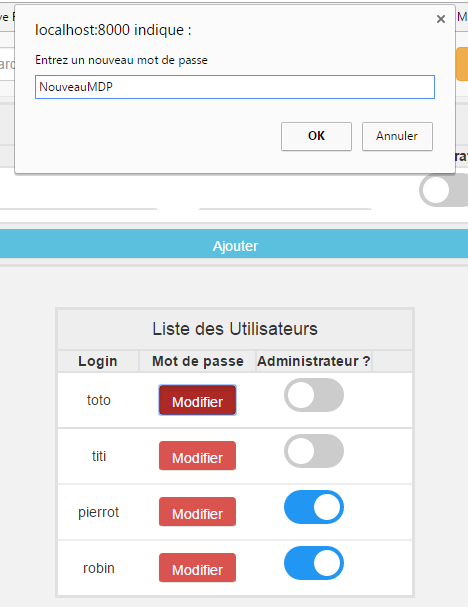 localhost:8000 indique :
Entrez un nouveau mot de passe
NouveauMDP
OK Annuler
Ajouter
Liste des Utilisateurs
Login Mot de passe Administrateur ?
toto Modifier
titi Modifier
pierrot Modifier
robin Modifier